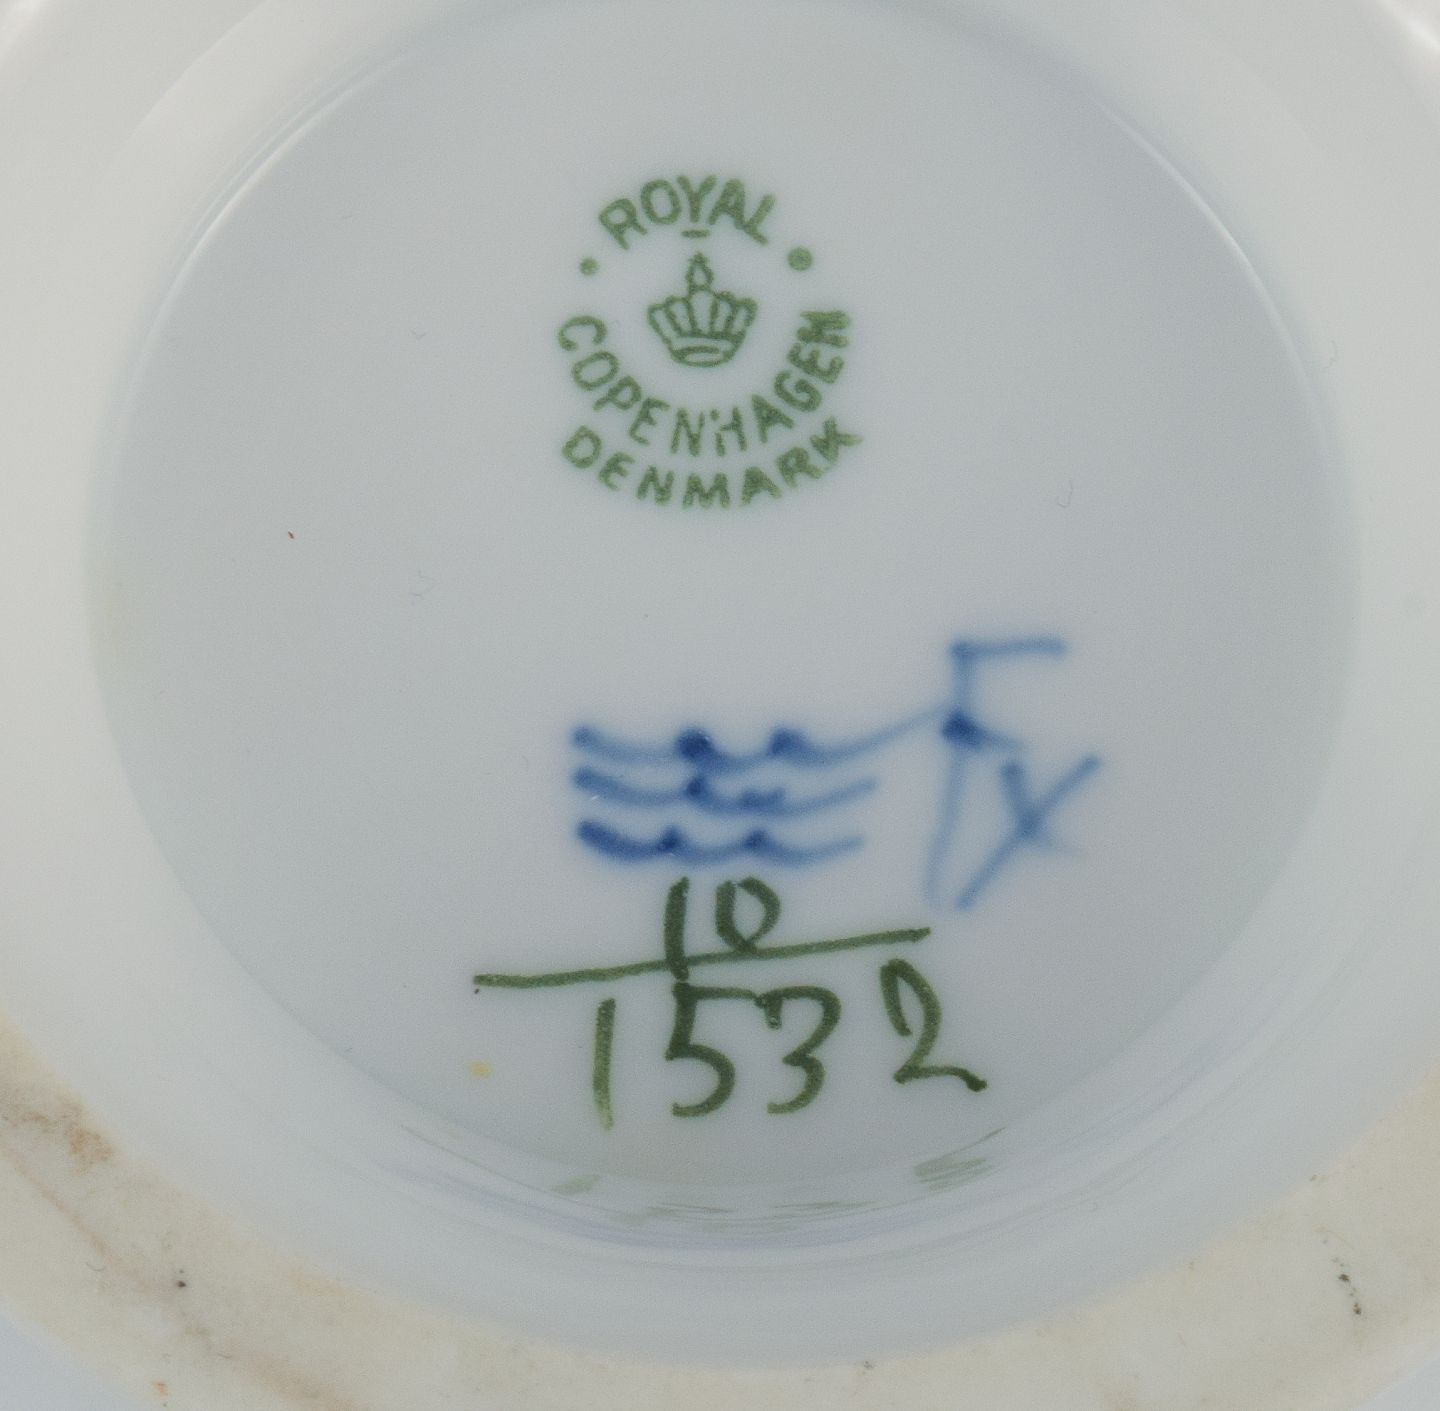 ROYAL
COPENHAGEN
DENMARK
10
1532